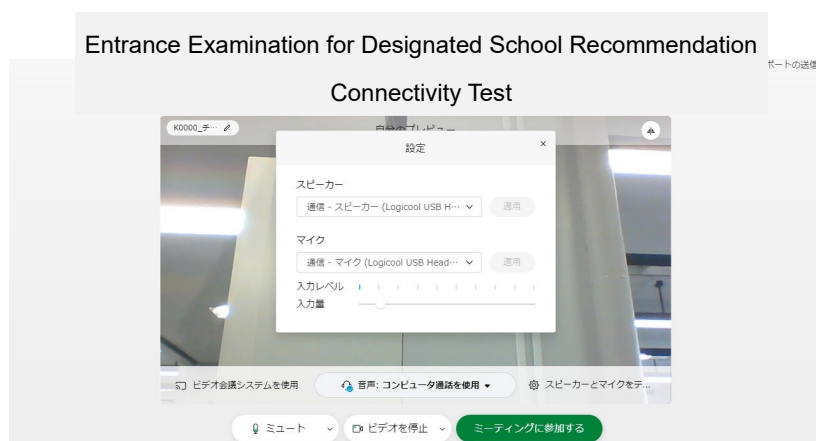 Entrance Examination for Designated School Recommendation
Connectivity Test
ポートの送信
K0000_チ…
自分のプレビュー
設定
×
スピーカー
通信 - スピーカー (Logicool USB H…
適用
マイク
通信 - マイク (Logicool USB Head…
適用
入力レベル
入力量
ビデオ会議システムを使用
音声: コンピュータ通話を使用
スピーカーとマイクをテ...
ミュート
ビデオを停止
ミーティングに参加する